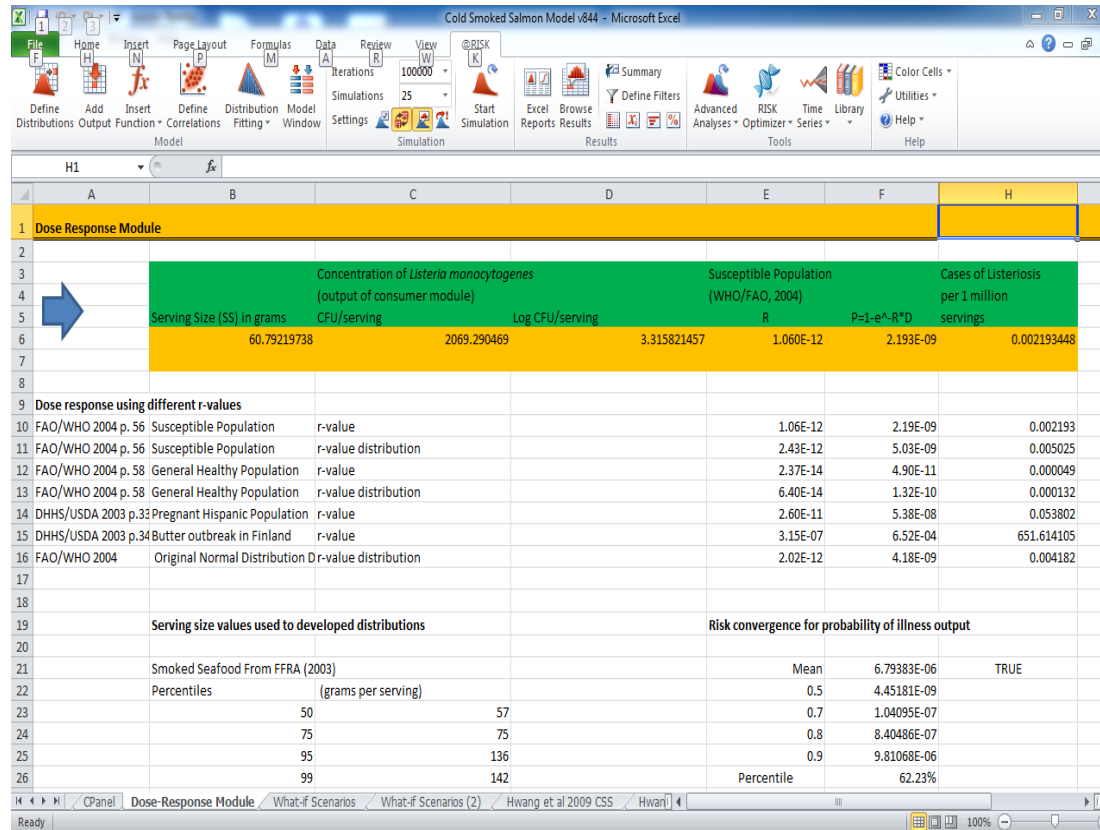 Cold Smoked Salmon Model v844 - Microsoft Excel
1 2 3
File Home Insert Page Layout Formulas Data Review View @RISK
F H N P M A R W K
Define Distributions Add Output Insert Function Define Correlations Distribution Fitting Model Window
Iterations 100000
Simulations 25
Settings
Start Simulation
Excel Reports Browse Results
Summary
Define Filters
Advanced Analyses RISK Optimizer Time Series Library
Color Cells
Utilities
Help
Model Simulation Results Tools Help
H1 fx
A B C D E F H
1 Dose Response Module
2
3 Concentration of Listeria monocytogenes Susceptible Population Cases of Listeriosis
4 (output of consumer module) (WHO/FAO, 2004) per 1 million
5 Serving Size (SS) in grams CFU/serving Log CFU/serving R P=1-e^-R*D servings
6 60.79219738 2069.290469 3.315821457 1.060E-12 2.193E-09 0.002193448
7
8
9 Dose response using different r-values
10 FAO/WHO 2004 p. 56 Susceptible Population r-value 1.06E-12 2.19E-09 0.002193
11 FAO/WHO 2004 p. 56 Susceptible Population r-value distribution 2.43E-12 5.03E-09 0.005025
12 FAO/WHO 2004 p. 58 General Healthy Population r-value 2.37E-14 4.90E-11 0.000049
13 FAO/WHO 2004 p. 58 General Healthy Population r-value distribution 6.40E-14 1.32E-10 0.000132
14 DHHS/USDA 2003 p.33 Pregnant Hispanic Population r-value 2.60E-11 5.38E-08 0.053802
15 DHHS/USDA 2003 p.34 Butter outbreak in Finland r-value 3.15E-07 6.52E-04 651.614105
16 FAO/WHO 2004 Original Normal Distribution D r-value distribution 2.02E-12 4.18E-09 0.004182
17
18
19 Serving size values used to developed distributions Risk convergence for probability of illness output
20
21 Smoked Seafood From FFRA (2003) Mean 6.79383E-06 TRUE
22 Percentiles (grams per serving) 0.5 4.45181E-09
23 50 57 0.7 1.04095E-07
24 75 75 0.8 8.40486E-07
25 95 136 0.9 9.81068E-06
26 99 142 Percentile 62.23%
CPanel Dose-Response Module What-if Scenarios What-if Scenarios (2) Hwang et al 2009 CSS Hwan
Ready 100%